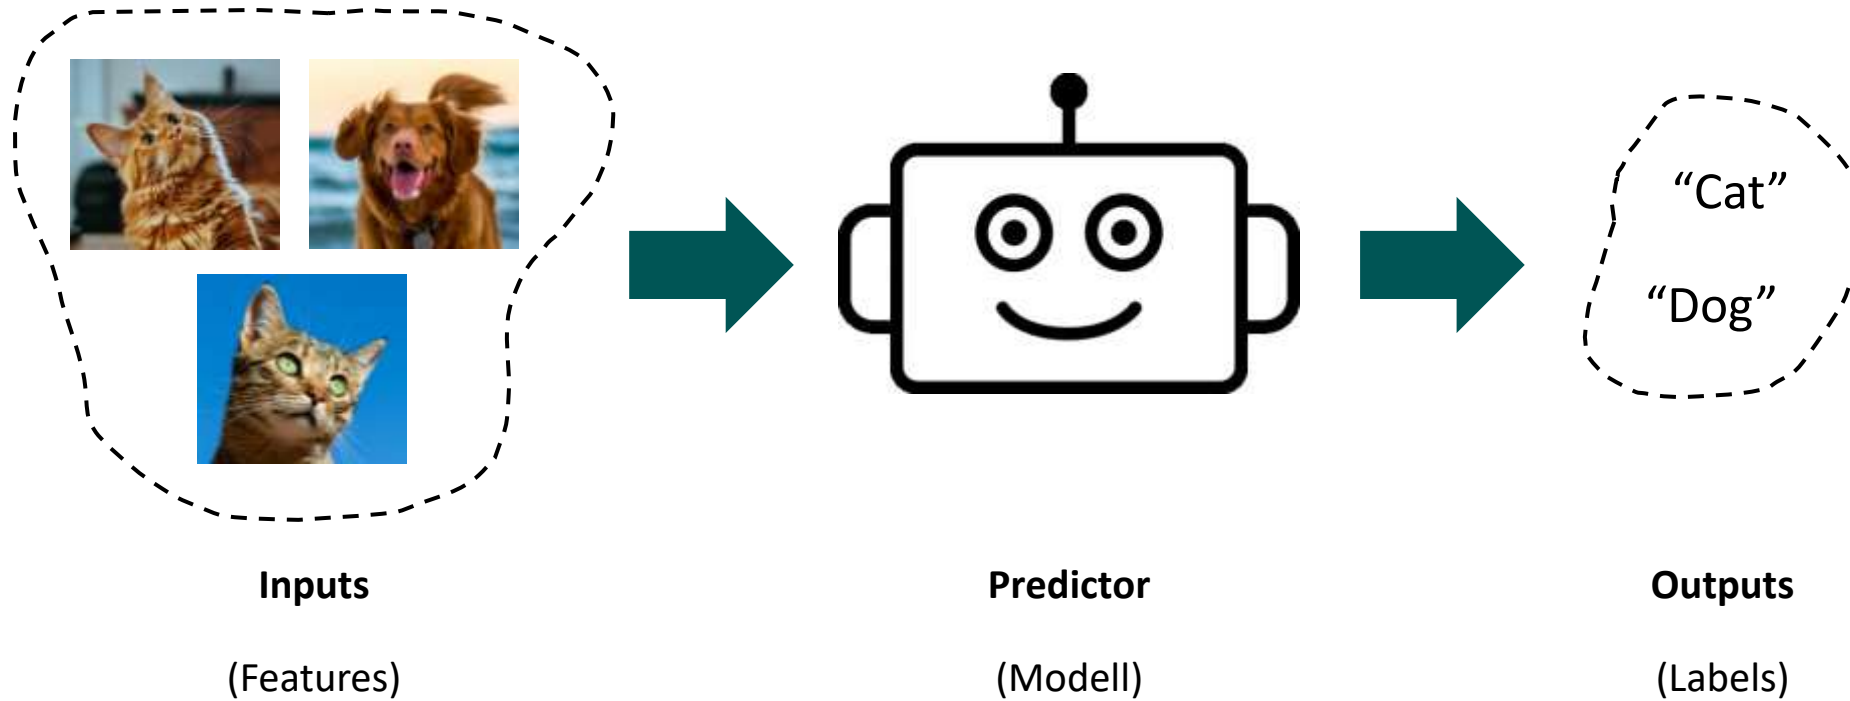 “Cat”
“Dog”
Inputs
Predictor
Outputs
(Features)
(Modell)
(Labels)